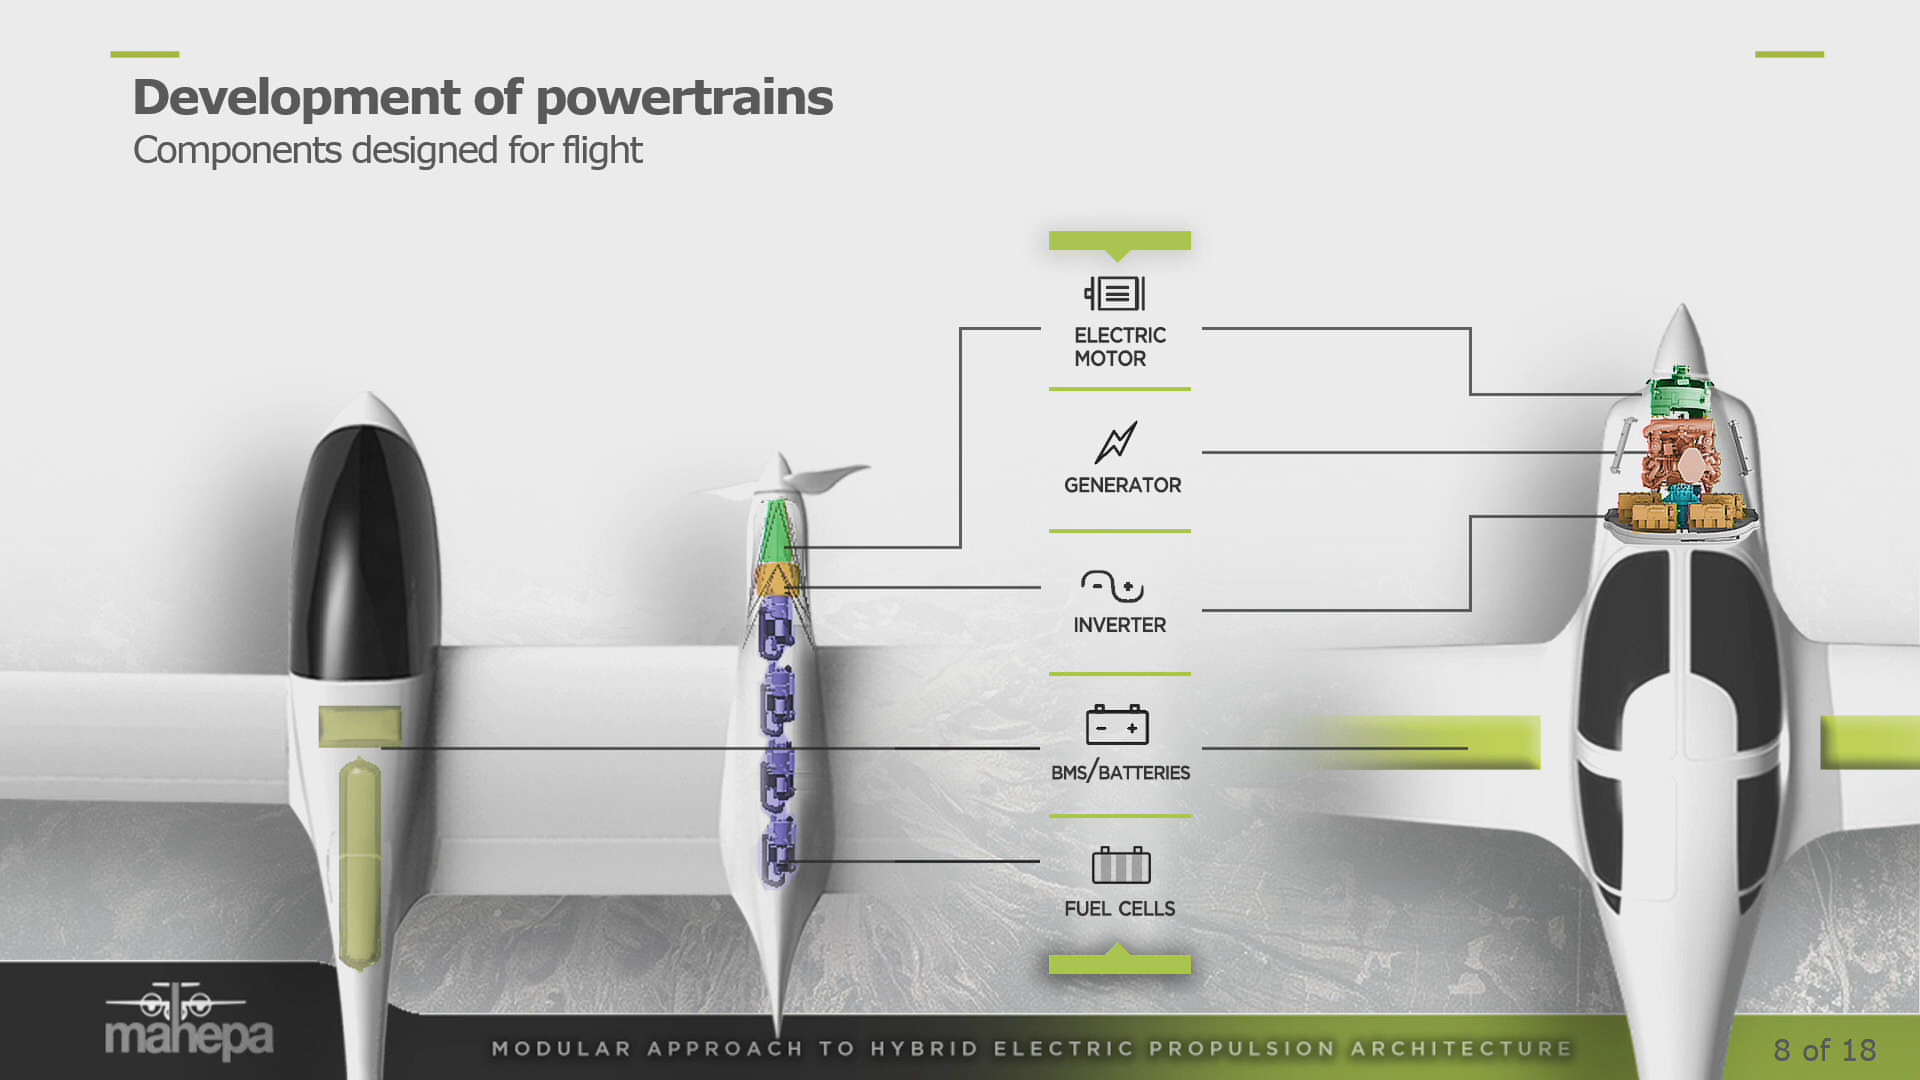 Development of powertrains
Components designed for flight
ELECTRIC
MOTOR
GENERATOR
INVERTER
BMS/BATTERIES
FUEL CELLS
mahepa
MODULAR APPROACH TO HYBRID ELECTRIC PROPULSION ARCHITECTURE
8 of 18